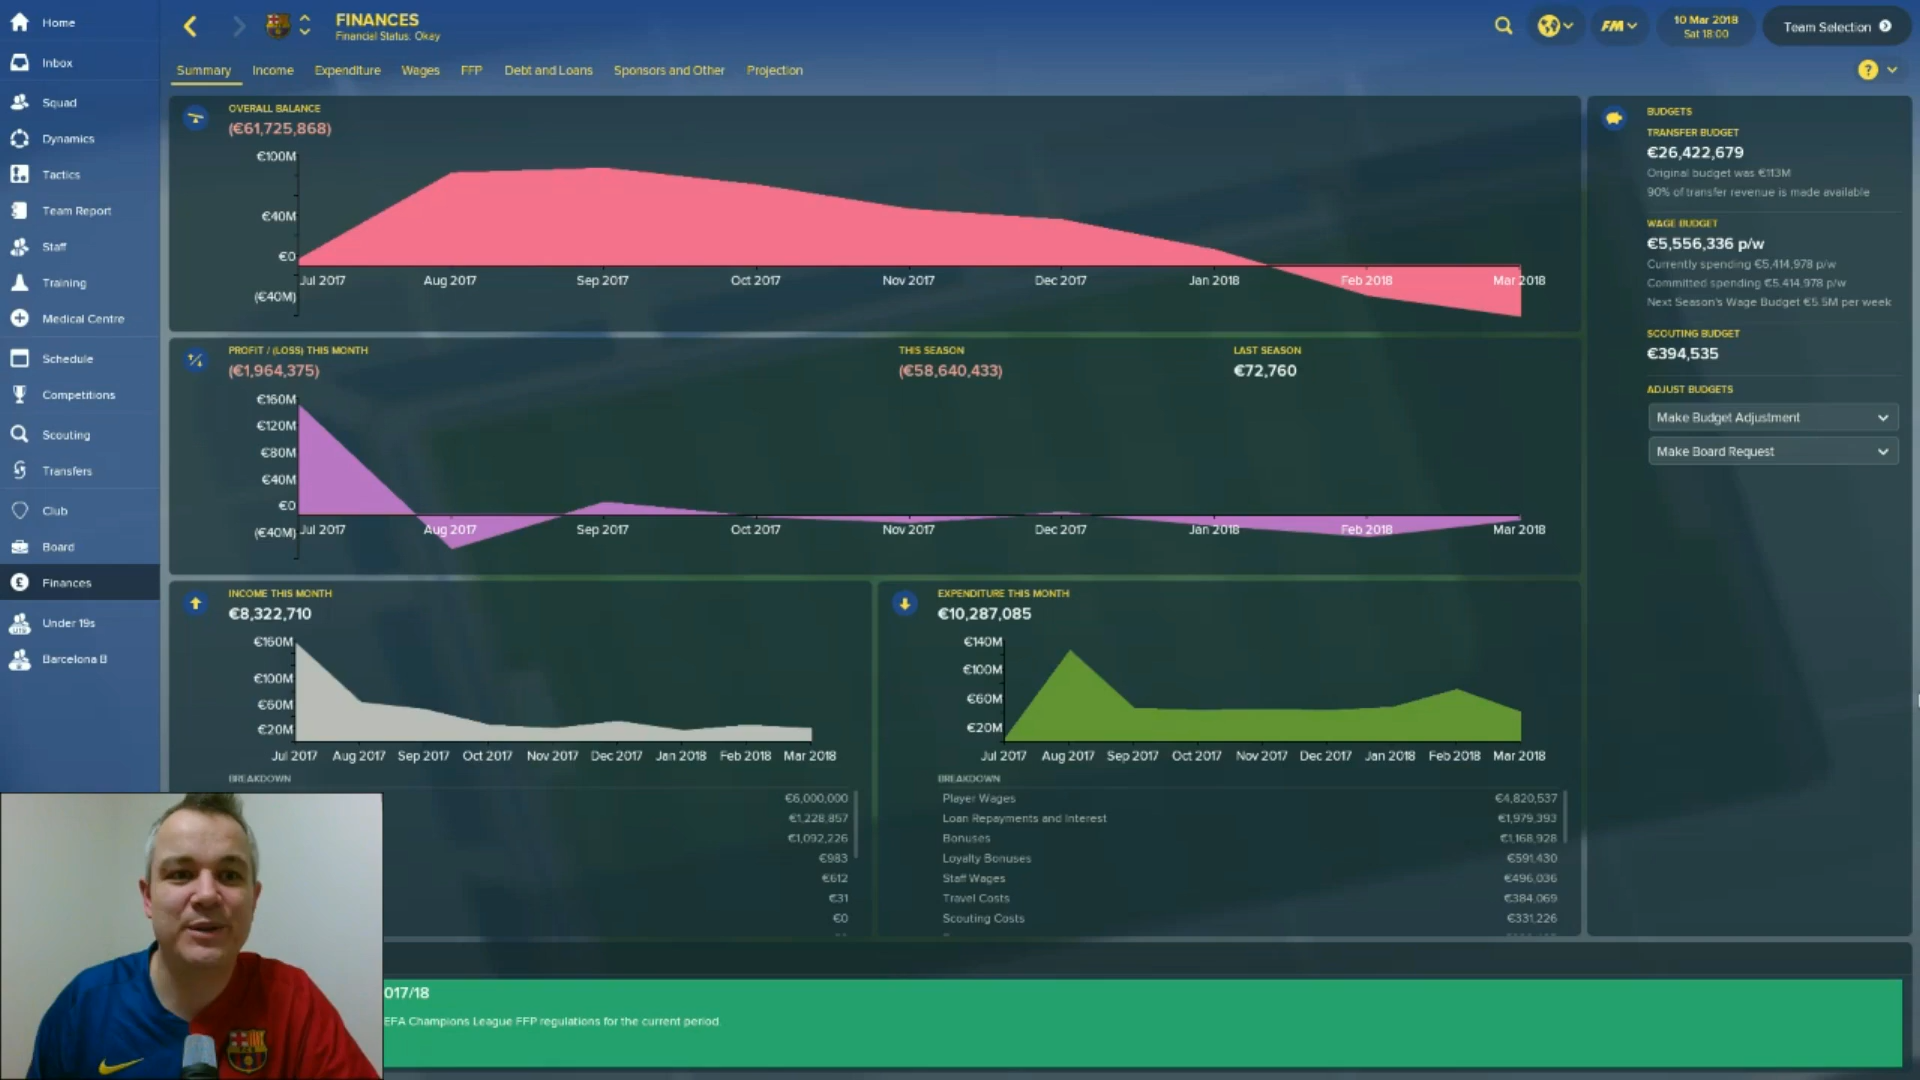 Home
Inbox
Squad
Dynamics
Tactics
Team Report
Staff
Training
Medical Centre
Schedule
Competitions
Scouting
Transfers
Club
Board
Finances
Under 19s
Barcelona B
FINANCES
Financial Status: Okay
FM
10 Mar 2018
Sat 18:00
Team Selection
Summary Income Expenditure Wages FFP Debt and Loans Sponsors and Other Projection
?
OVERALL BALANCE
(€61,725,868)
€100M
€40M
€0
(€40M)
Jul 2017 Aug 2017 Sep 2017 Oct 2017 Nov 2017 Dec 2017 Jan 2018 Feb 2018 Mar 2018
PROFIT / (LOSS) THIS MONTH
(€1,964,375)
THIS SEASON
(€58,640,433)
LAST SEASON
€72,760
€160M
€120M
€80M
€40M
€0
(€40M)
Jul 2017 Aug 2017 Sep 2017 Oct 2017 Nov 2017 Dec 2017 Jan 2018 Feb 2018 Mar 2018
INCOME THIS MONTH
€8,322,710
€160M
€100M
€60M
€20M
Jul 2017 Aug 2017 Sep 2017 Oct 2017 Nov 2017 Dec 2017 Jan 2018 Feb 2018 Mar 2018
BREAKDOWN
€6,000,000
€1,228,857
€1,092,226
€983
€612
€31
€0
EXPENDITURE THIS MONTH
€10,287,085
€140M
€100M
€60M
€20M
Jul 2017 Aug 2017 Sep 2017 Oct 2017 Nov 2017 Dec 2017 Jan 2018 Feb 2018 Mar 2018
BREAKDOWN
Player Wages €4,820,537
Loan Repayments and Interest €1,979,393
Bonuses €1,168,928
Loyalty Bonuses €591,430
Staff Wages €496,036
Travel Costs €384,069
Scouting Costs €331,226
BUDGETS
TRANSFER BUDGET
€26,422,679
Original budget was €113M
90% of transfer revenue is made available
WAGE BUDGET
€5,556,336 p/w
Currently spending €5,414,978 p/w
Committed spending €5,414,978 p/w
Next Season's Wage Budget €5.5M per week
SCOUTING BUDGET
€394,535
ADJUST BUDGETS
Make Budget Adjustment
Make Board Request
017/18
EFA Champions League FFP regulations for the current period.